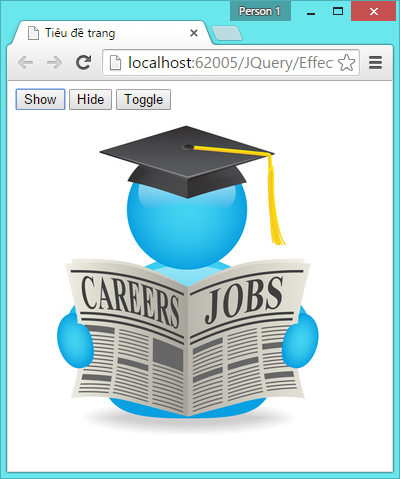 Person 1
Tiêu đề trang
localhost:62005/JQuery/Effec
Show Hide Toggle
CAREERS JOBS